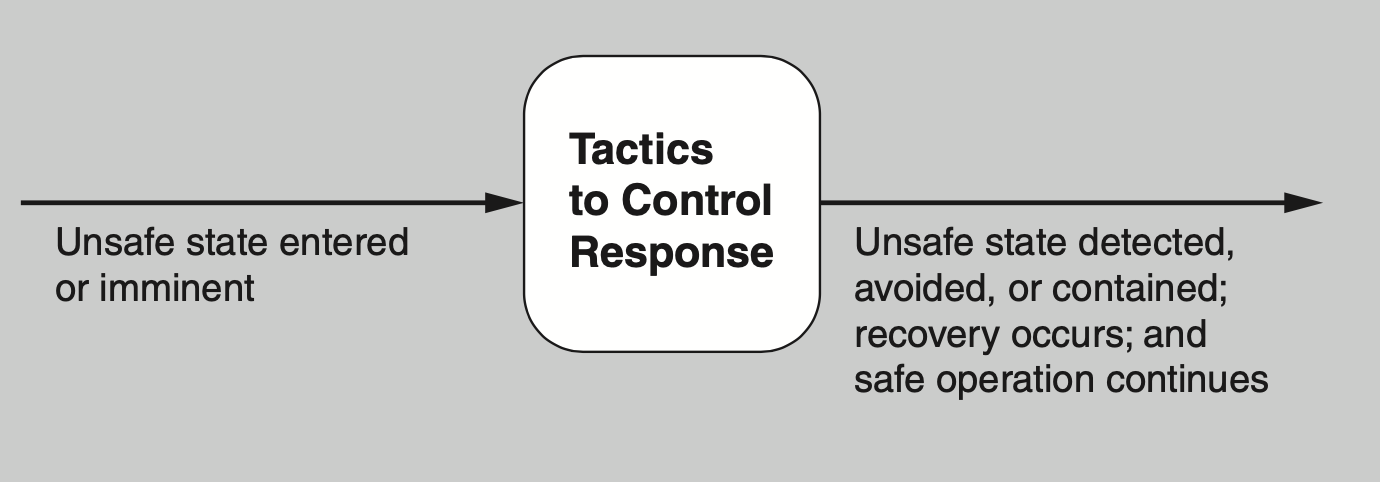 Tactics
to Control
Response
Unsafe state entered
or imminent
Unsafe state detected,
avoided, or contained;
recovery occurs; and
safe operation continues